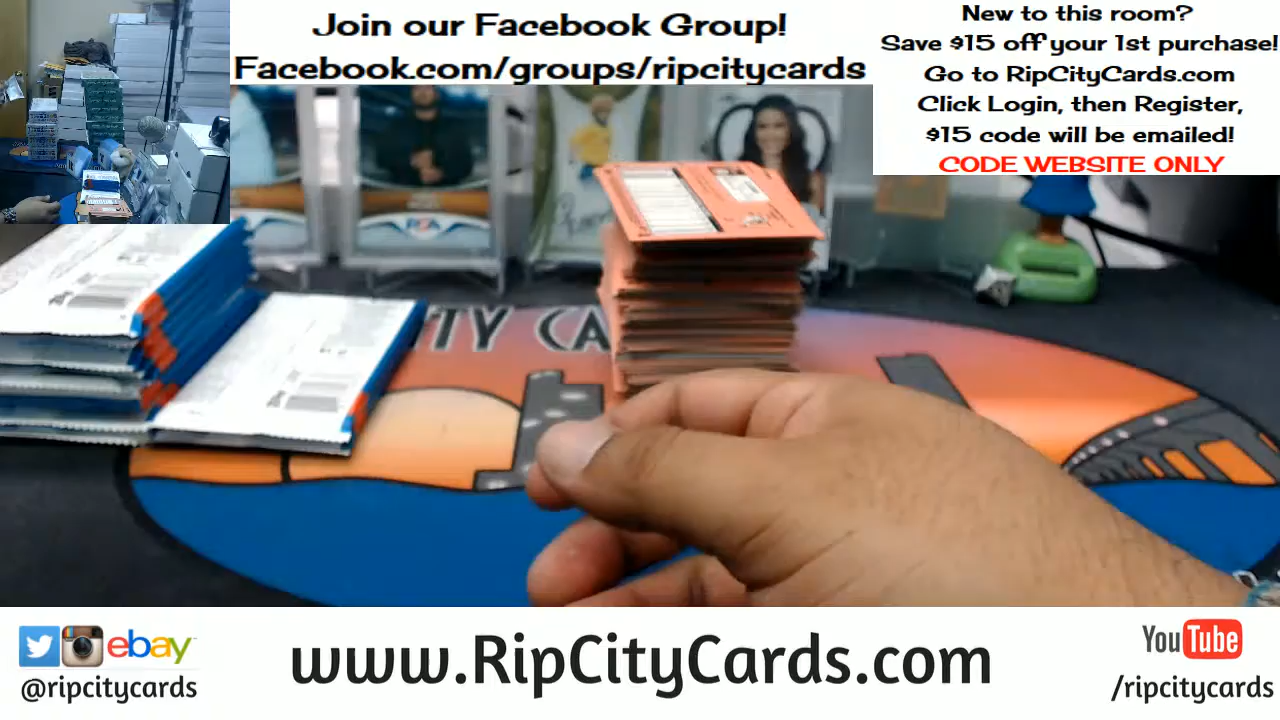 Join our Facebook Group!
Facebook.com/groups/ripcitycards
New to this room?
Save $15 off your 1st purchase!
Go to RipCityCards.com
Click Login, then Register,
$15 code will be emailed!
CODE WEBSITE ONLY
TY CA
ebay
@ripcitycards
www.RipCityCards.com
YouTube
/ripcitycards